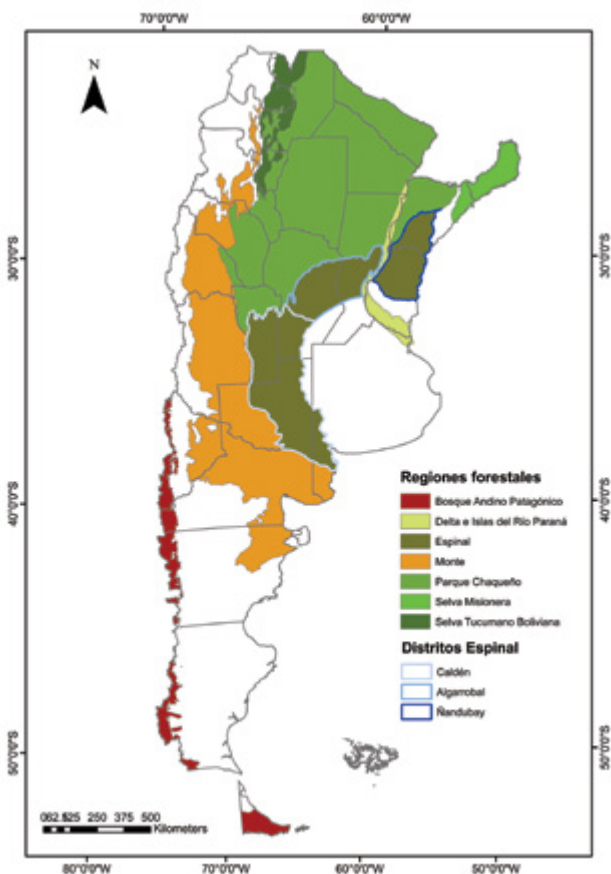 70°0'0"W 60°0'0"W
N
30°0'0"S 30°0'0"S
40°0'0"S 40°0'0"S
50°0'0"S 50°0'0"S
Regiones forestales
Bosque Andino Patagónico
Delta e Islas del Río Paraná
Espinal
Monte
Parque Chaqueño
Selva Misionera
Selva Tucumano Boliviana
Distritos Espinal
Caldén
Algarrobal
Ñandubay
250 375 500
Kilometers
80°0'0"W 70°0'0"W 60°0'0"W 50°0'0"W